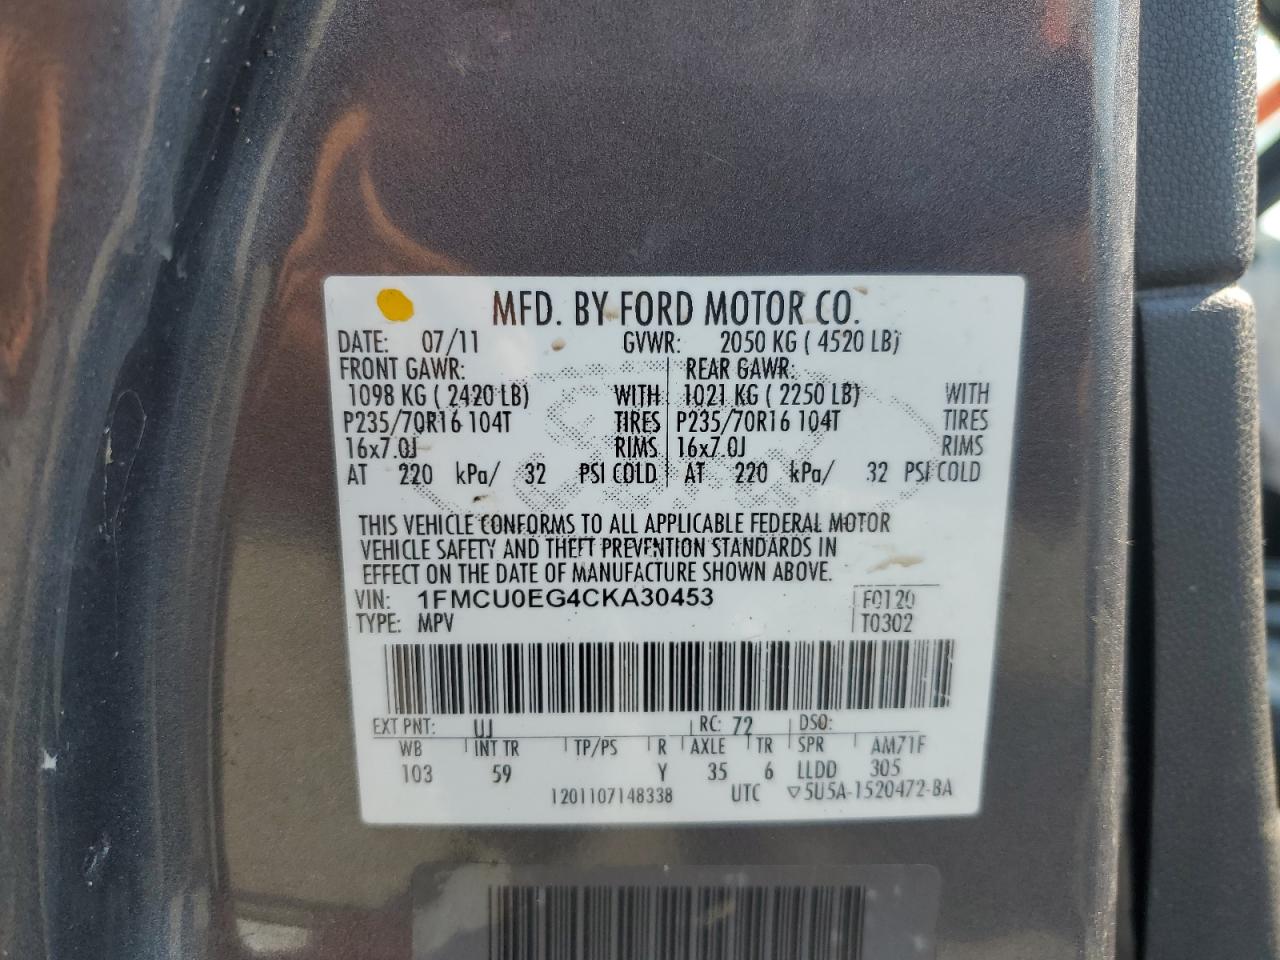 MFD. BY FORD MOTOR CO.
DATE: 07/11 GVWR: 2050 KG ( 4520 LB)
FRONT GAWR: REAR GAWR:
1098 KG ( 2420 LB) WITH 1021 KG ( 2250 LB) WITH
P235/70R16 104T TIRES P235/70R16 104T TIRES
16x7.0J RIMS 16x7.0J RIMS
AT 220 kPa/ 32 PSI COLD AT 220 kPa/ 32 PSI COLD
THIS VEHICLE CONFORMS TO ALL APPLICABLE FEDERAL MOTOR
VEHICLE SAFETY AND THEFT PREVENTION STANDARDS IN
EFFECT ON THE DATE OF MANUFACTURE SHOWN ABOVE.
VIN: 1FMCU0EG4CKA30453 F0120
TYPE: MPV T0302
EXT PNT: UJ RC: 72 DSO:
WB INT TR TP/PS R AXLE TR SPR AM71F
103 59 Y 35 6 LLDD 305
1201107148338 UTC ▽5U5A-1520472-BA